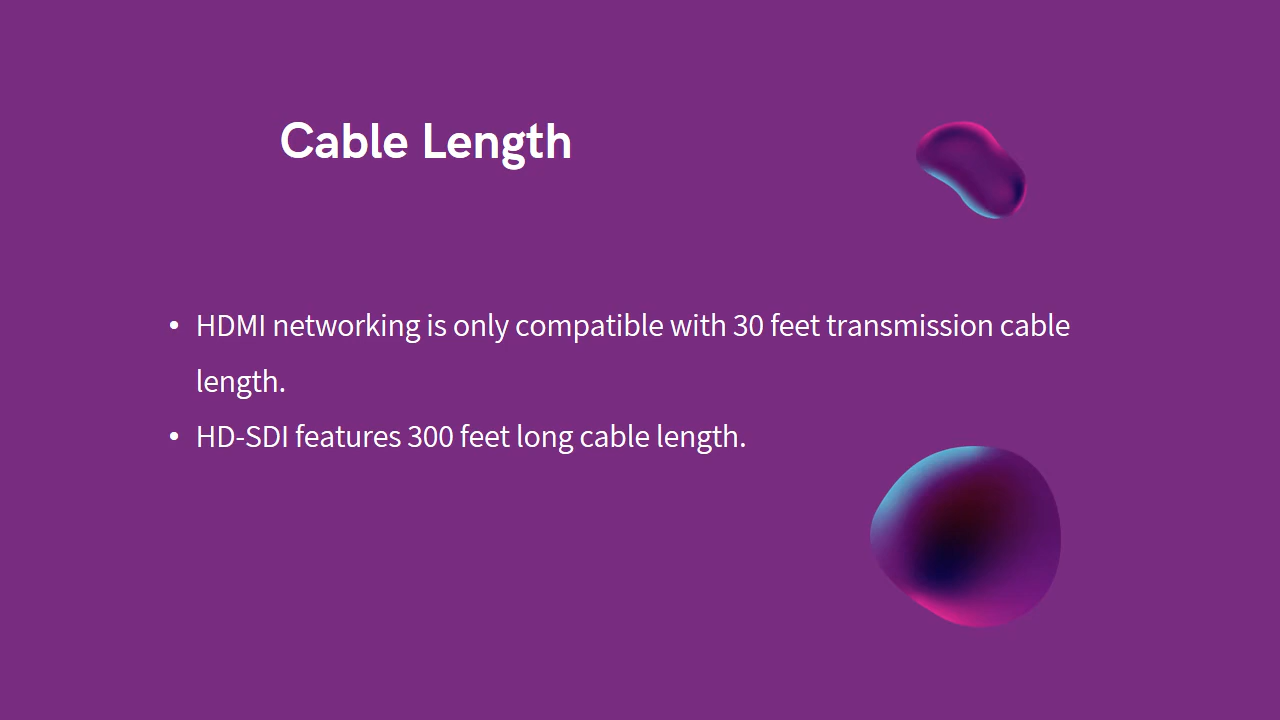 Cable Length
• HDMI networking is only compatible with 30 feet transmission cable
length.
• HD-SDI features 300 feet long cable length.